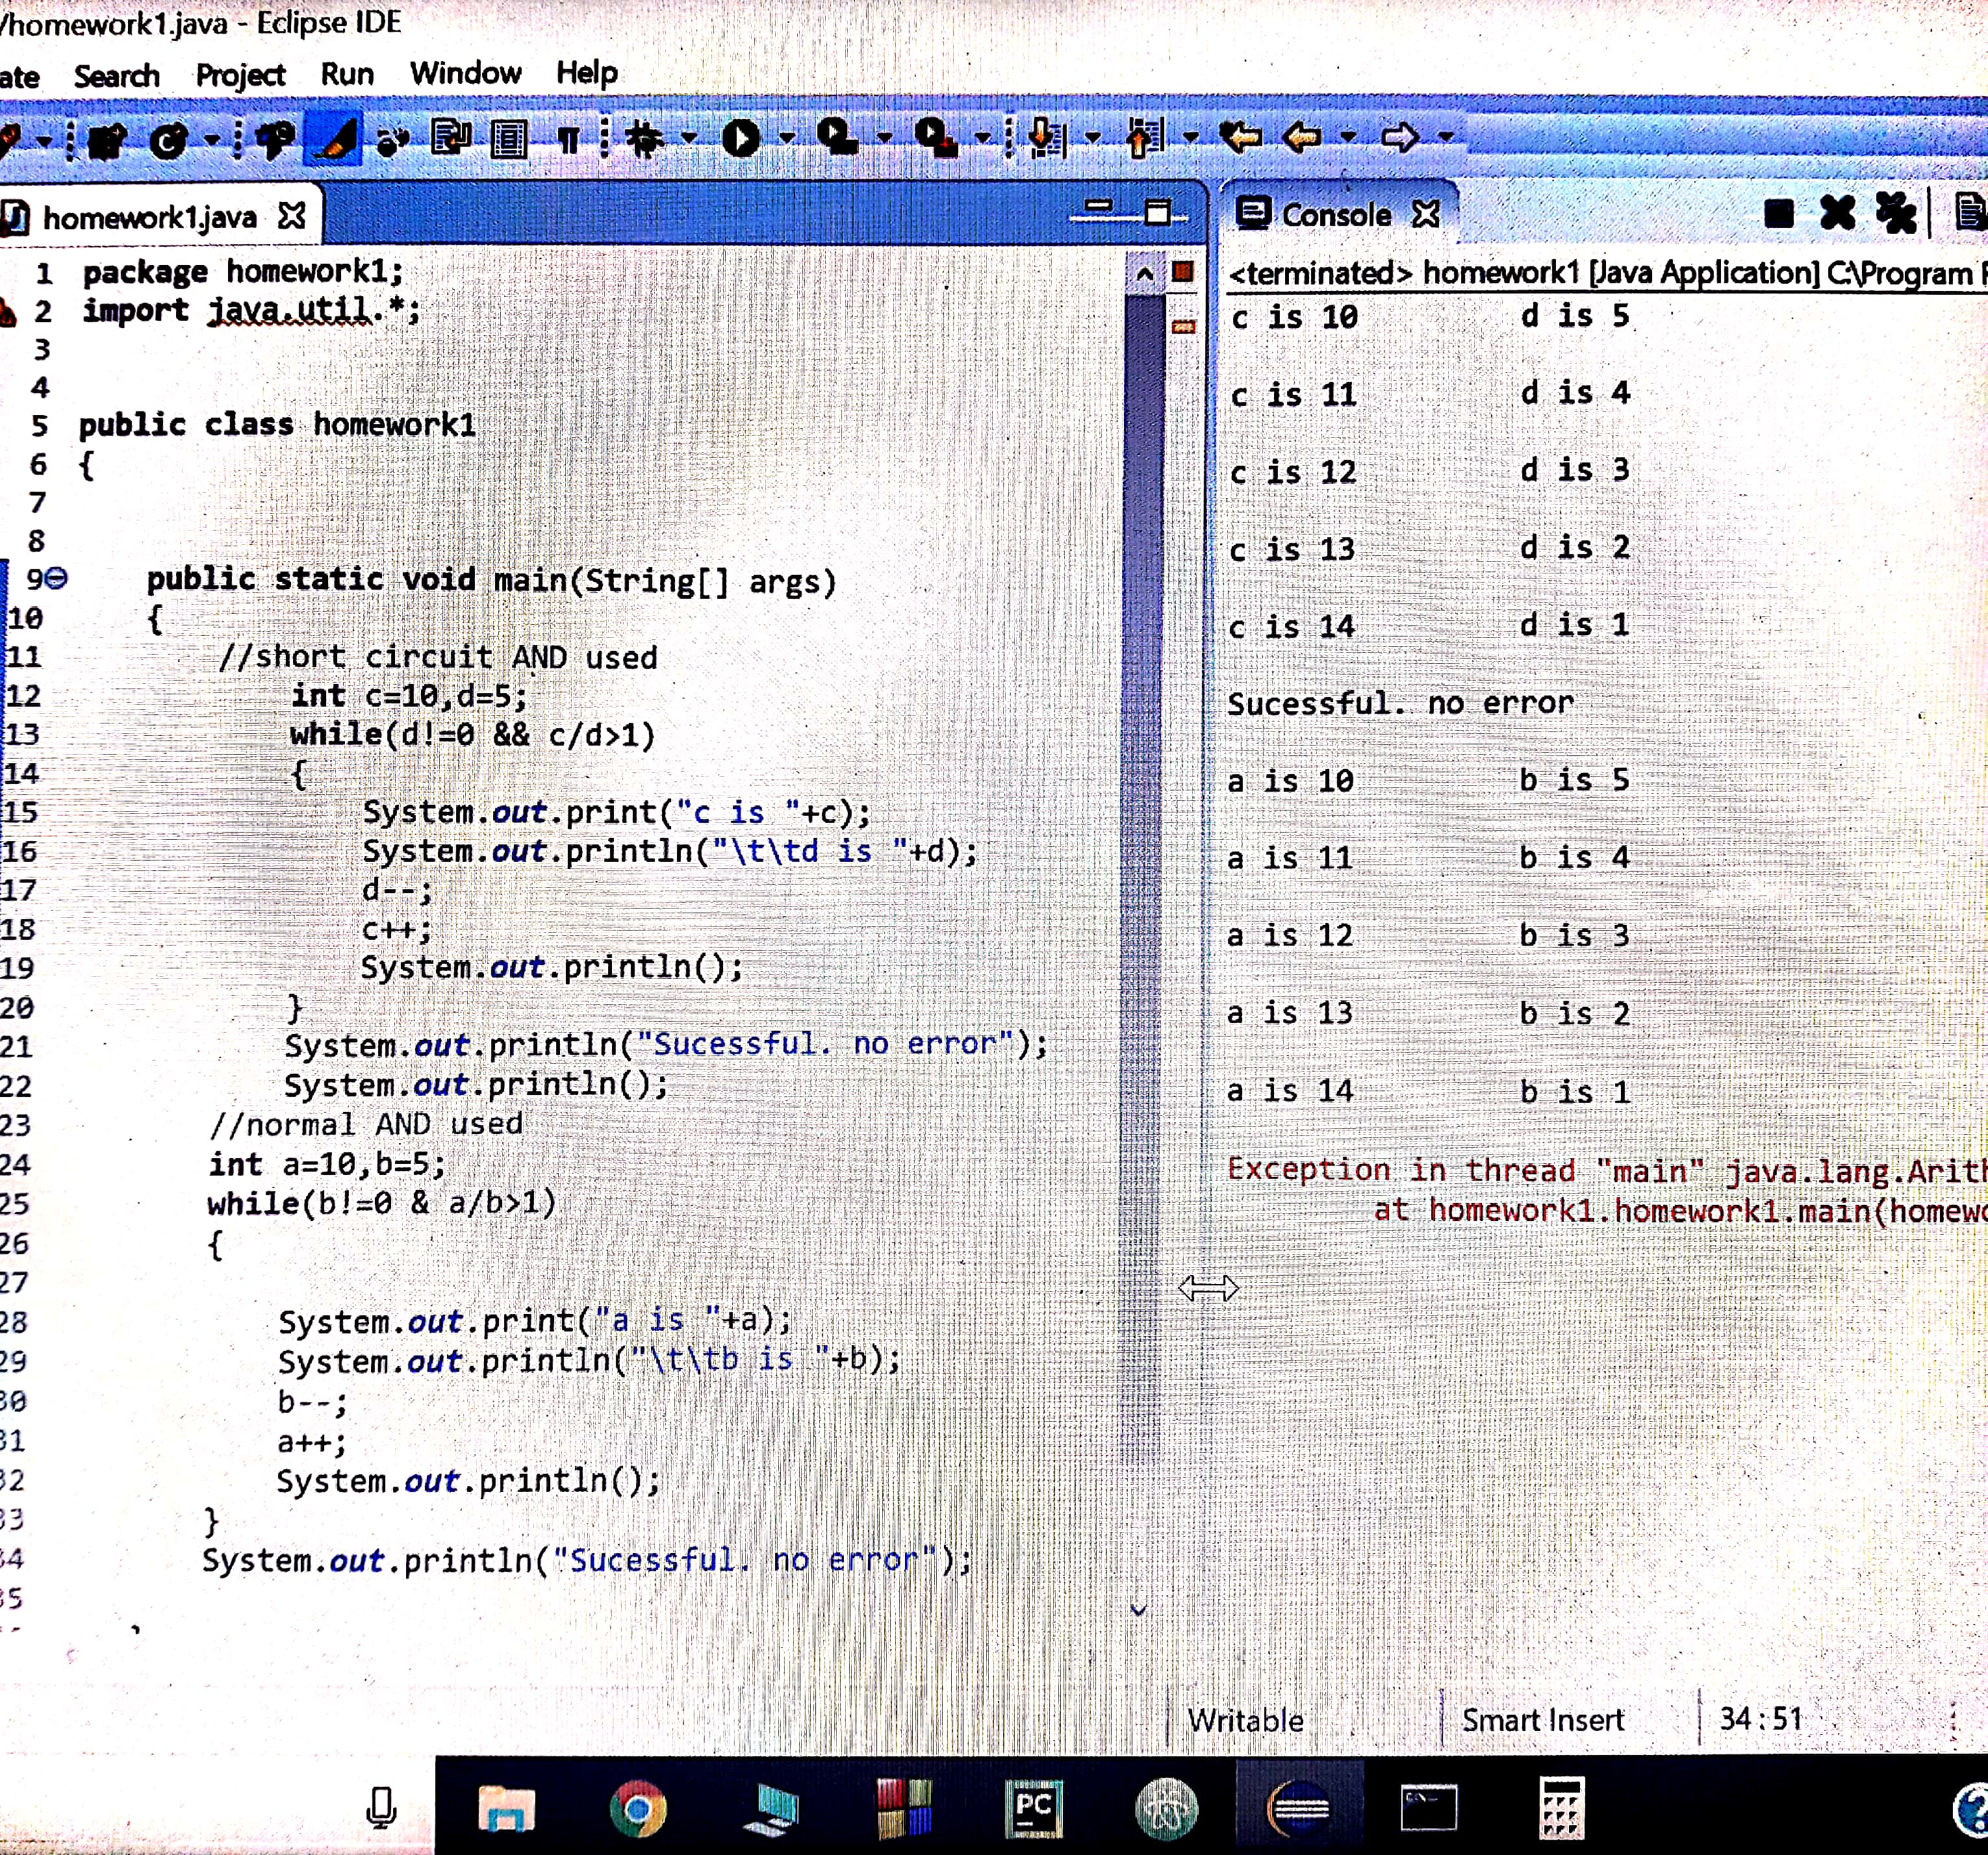 /homework1.java - Eclipse IDE
ate Search Project Run Window Help
homework1.java
1 package homework1;
2 import java.util.*;
3
4
5 public class homework1
6 {
7
8
9 public static void main(String[] args)
10 {
11 //short circuit AND used
12 int c=10,d=5;
13 while(d!=0 && c/d>1)
14 {
15 System.out.print("c is "+c);
16 System.out.println("\t\td is "+d);
17 d--;
18 c++;
19 System.out.println();
20 }
21 System.out.println("Sucessful. no error");
22 System.out.println();
23 //normal AND used
24 int a=10,b=5;
25 while(b!=0 & a/b>1)
26 {
27
28 System.out.print("a is "+a);
29 System.out.println("\t\tb is "+b);
30 b--;
31 a++;
32 System.out.println();
33 }
34 System.out.println("Sucessful. no error");
35
Console
<terminated> homework1 [Java Application] C:\Program F
c is 10 d is 5
c is 11 d is 4
c is 12 d is 3
c is 13 d is 2
c is 14 d is 1
Sucessful. no error
a is 10 b is 5
a is 11 b is 4
a is 12 b is 3
a is 13 b is 2
a is 14 b is 1
Exception in thread "main" java.lang.Arith
at homework1.homework1.main(homewo
Writable Smart Insert 34:51
PC